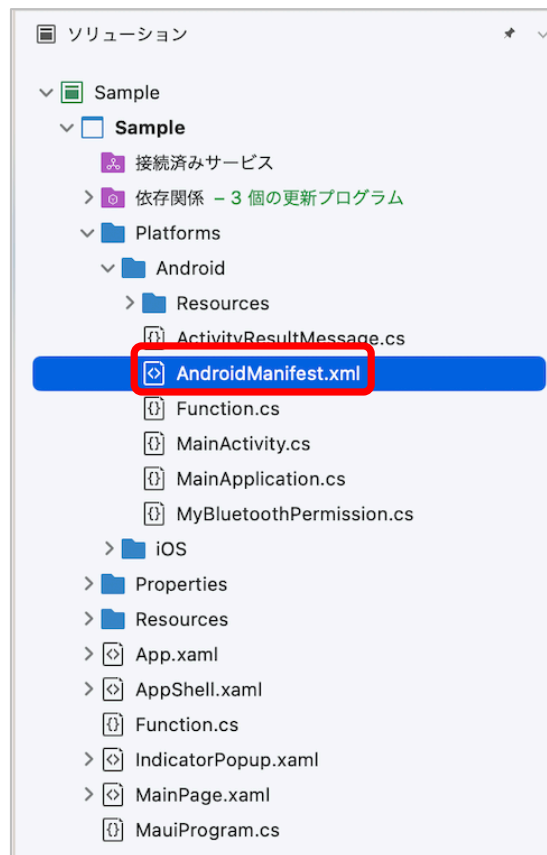 ソリューション
Sample
Sample
接続済みサービス
依存関係 – 3 個の更新プログラム
Platforms
Android
Resources
ActivityResultMessage.cs
AndroidManifest.xml
Function.cs
MainActivity.cs
MainApplication.cs
MyBluetoothPermission.cs
iOS
Properties
Resources
App.xaml
AppShell.xaml
Function.cs
IndicatorPopup.xaml
MainPage.xaml
MauiProgram.cs